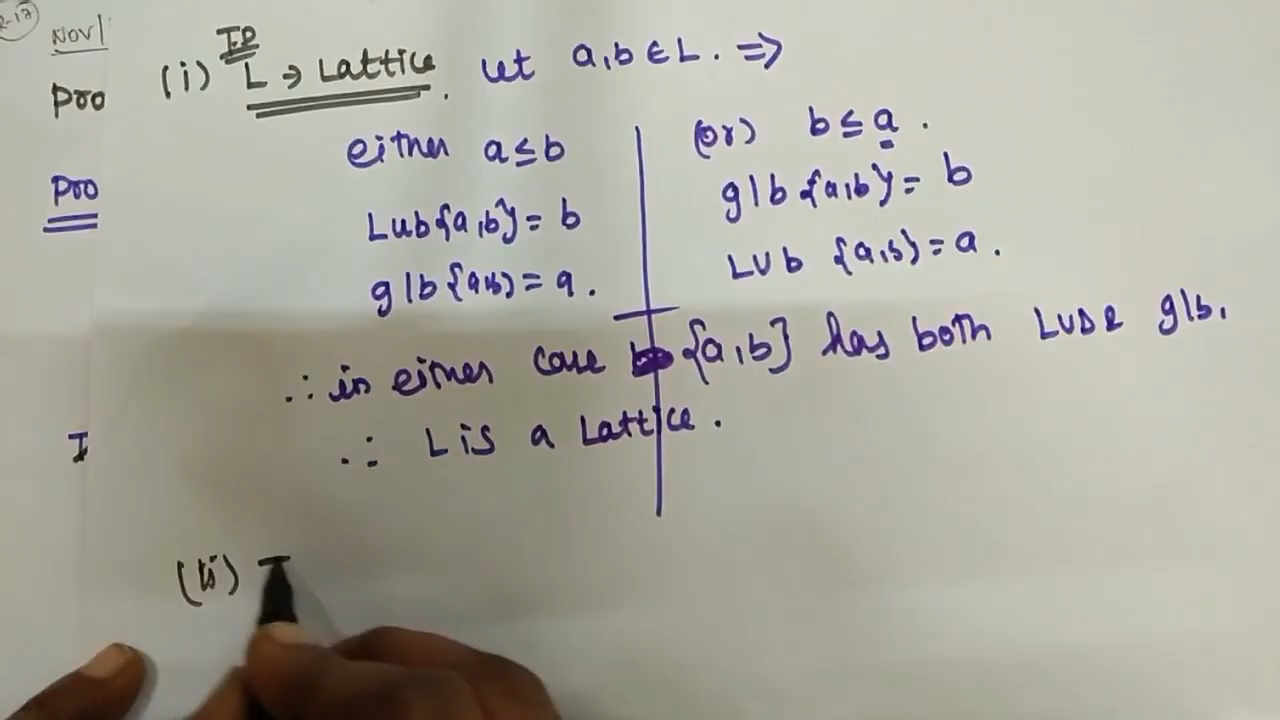 Nov/
Pro
Pro
I
(i) T.P L → Lattice. Let a,b ∈ L. ⇒
either a ≤ b
Lub{a,b} = b
glb{a,b) = a.
(or) b ≤ a.
glb {a,b} = b
LUb {a,b) = a.
∴ in either case {a,b} has both LUB & glb.
∴ L is a Lattice.
(ii) T